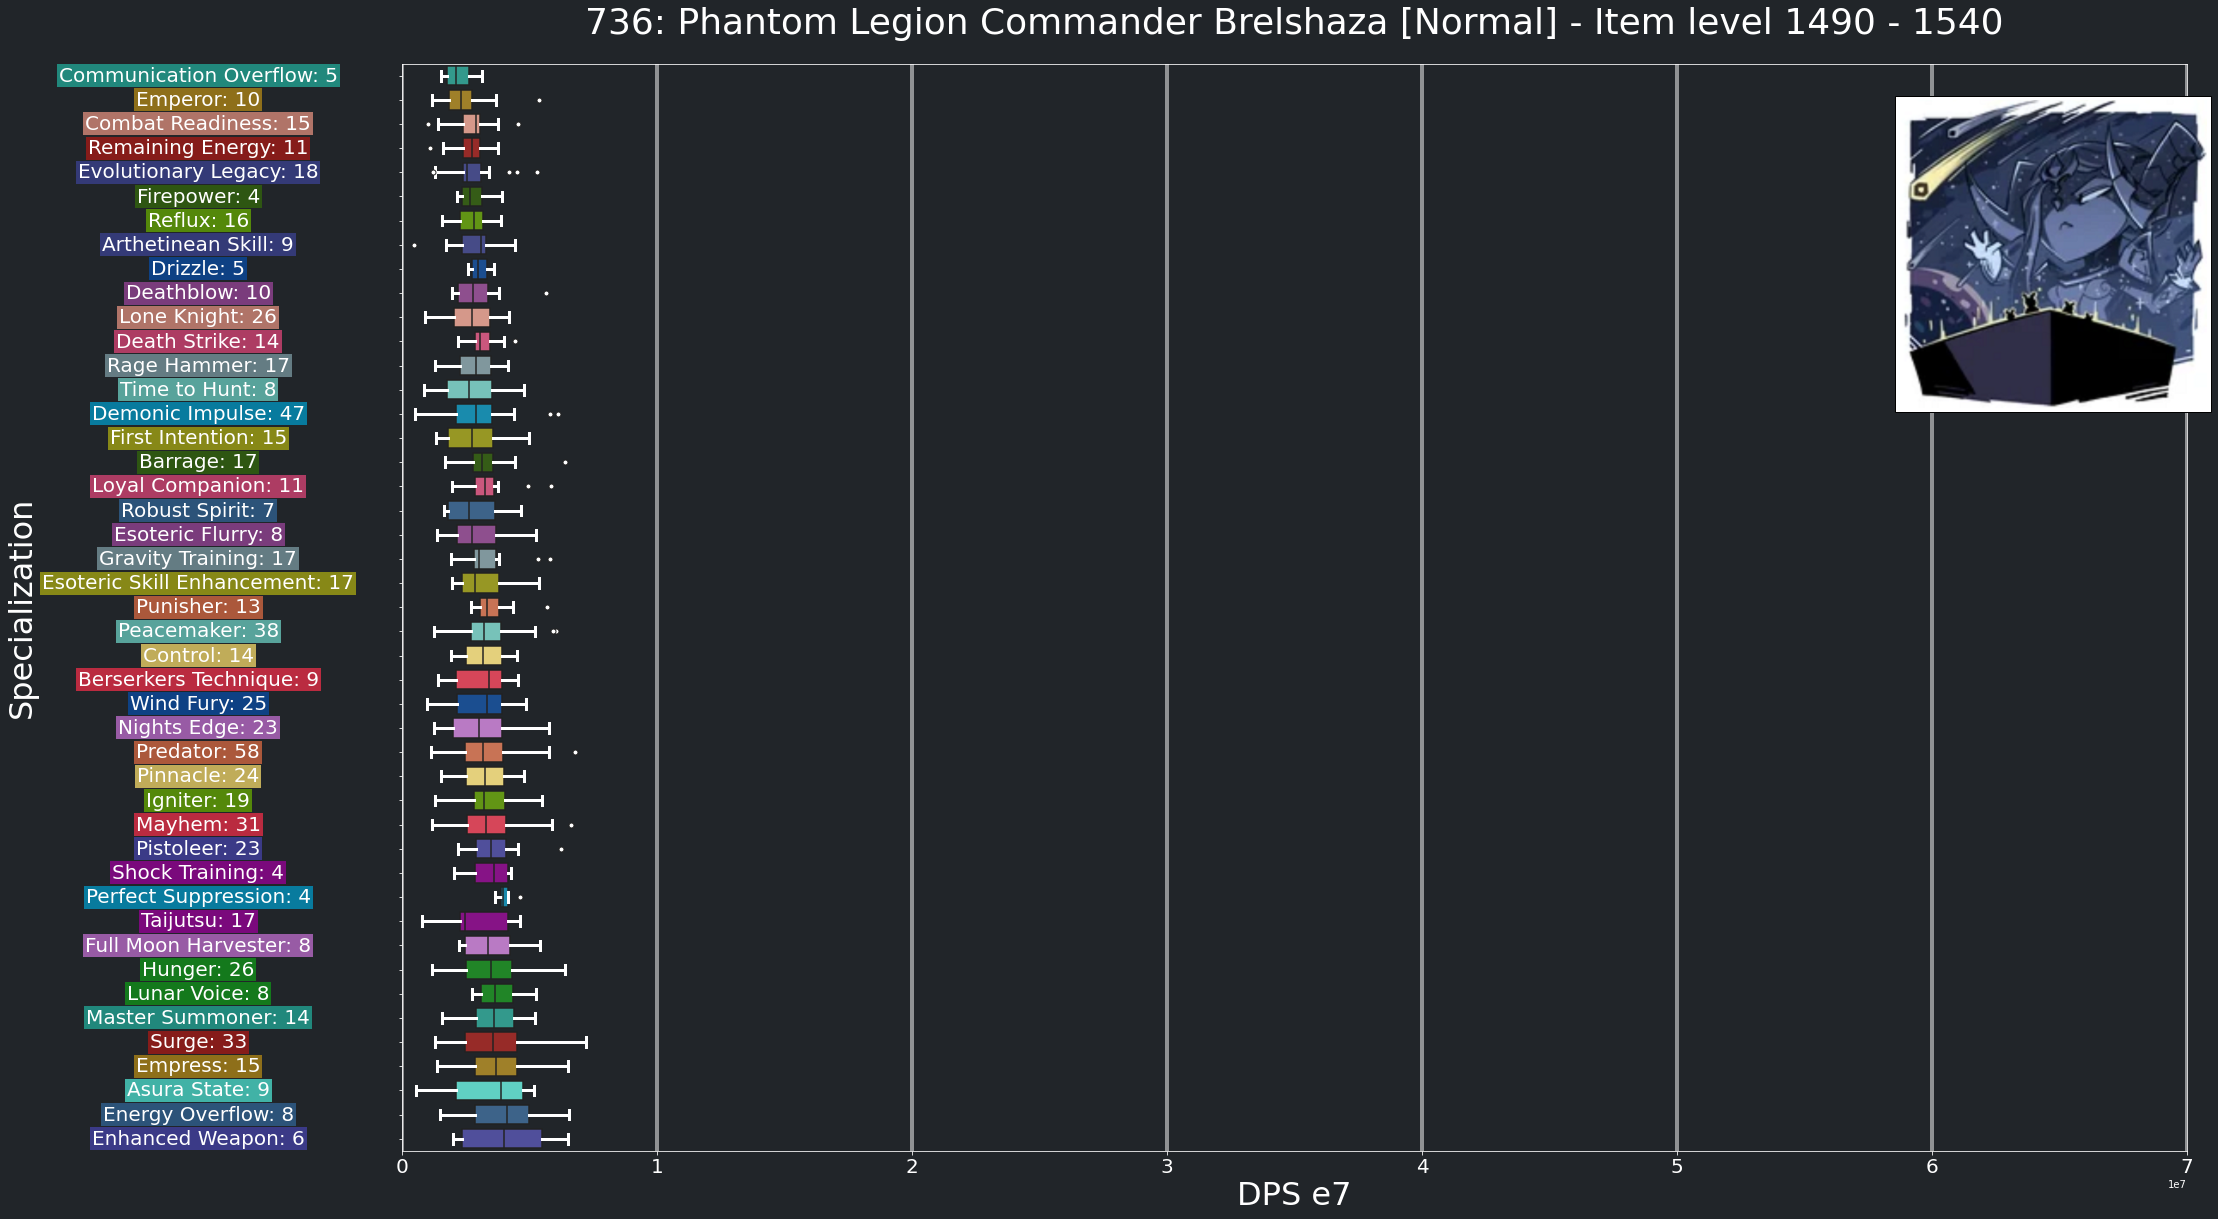 736: Phantom Legion Commander Brelshaza [Normal] - Item level 1490 - 1540
Specialization
Communication Overflow: 5
Emperor: 10
Combat Readiness: 15
Remaining Energy: 11
Evolutionary Legacy: 18
Firepower: 4
Reflux: 16
Arthetinean Skill: 9
Drizzle: 5
Deathblow: 10
Lone Knight: 26
Death Strike: 14
Rage Hammer: 17
Time to Hunt: 8
Demonic Impulse: 47
First Intention: 15
Barrage: 17
Loyal Companion: 11
Robust Spirit: 7
Esoteric Flurry: 8
Gravity Training: 17
Esoteric Skill Enhancement: 17
Punisher: 13
Peacemaker: 38
Control: 14
Berserkers Technique: 9
Wind Fury: 25
Nights Edge: 23
Predator: 58
Pinnacle: 24
Igniter: 19
Mayhem: 31
Pistoleer: 23
Shock Training: 4
Perfect Suppression: 4
Taijutsu: 17
Full Moon Harvester: 8
Hunger: 26
Lunar Voice: 8
Master Summoner: 14
Surge: 33
Empress: 15
Asura State: 9
Energy Overflow: 8
Enhanced Weapon: 6
0 1 2 3 4 5 6 7
1e7
DPS e7